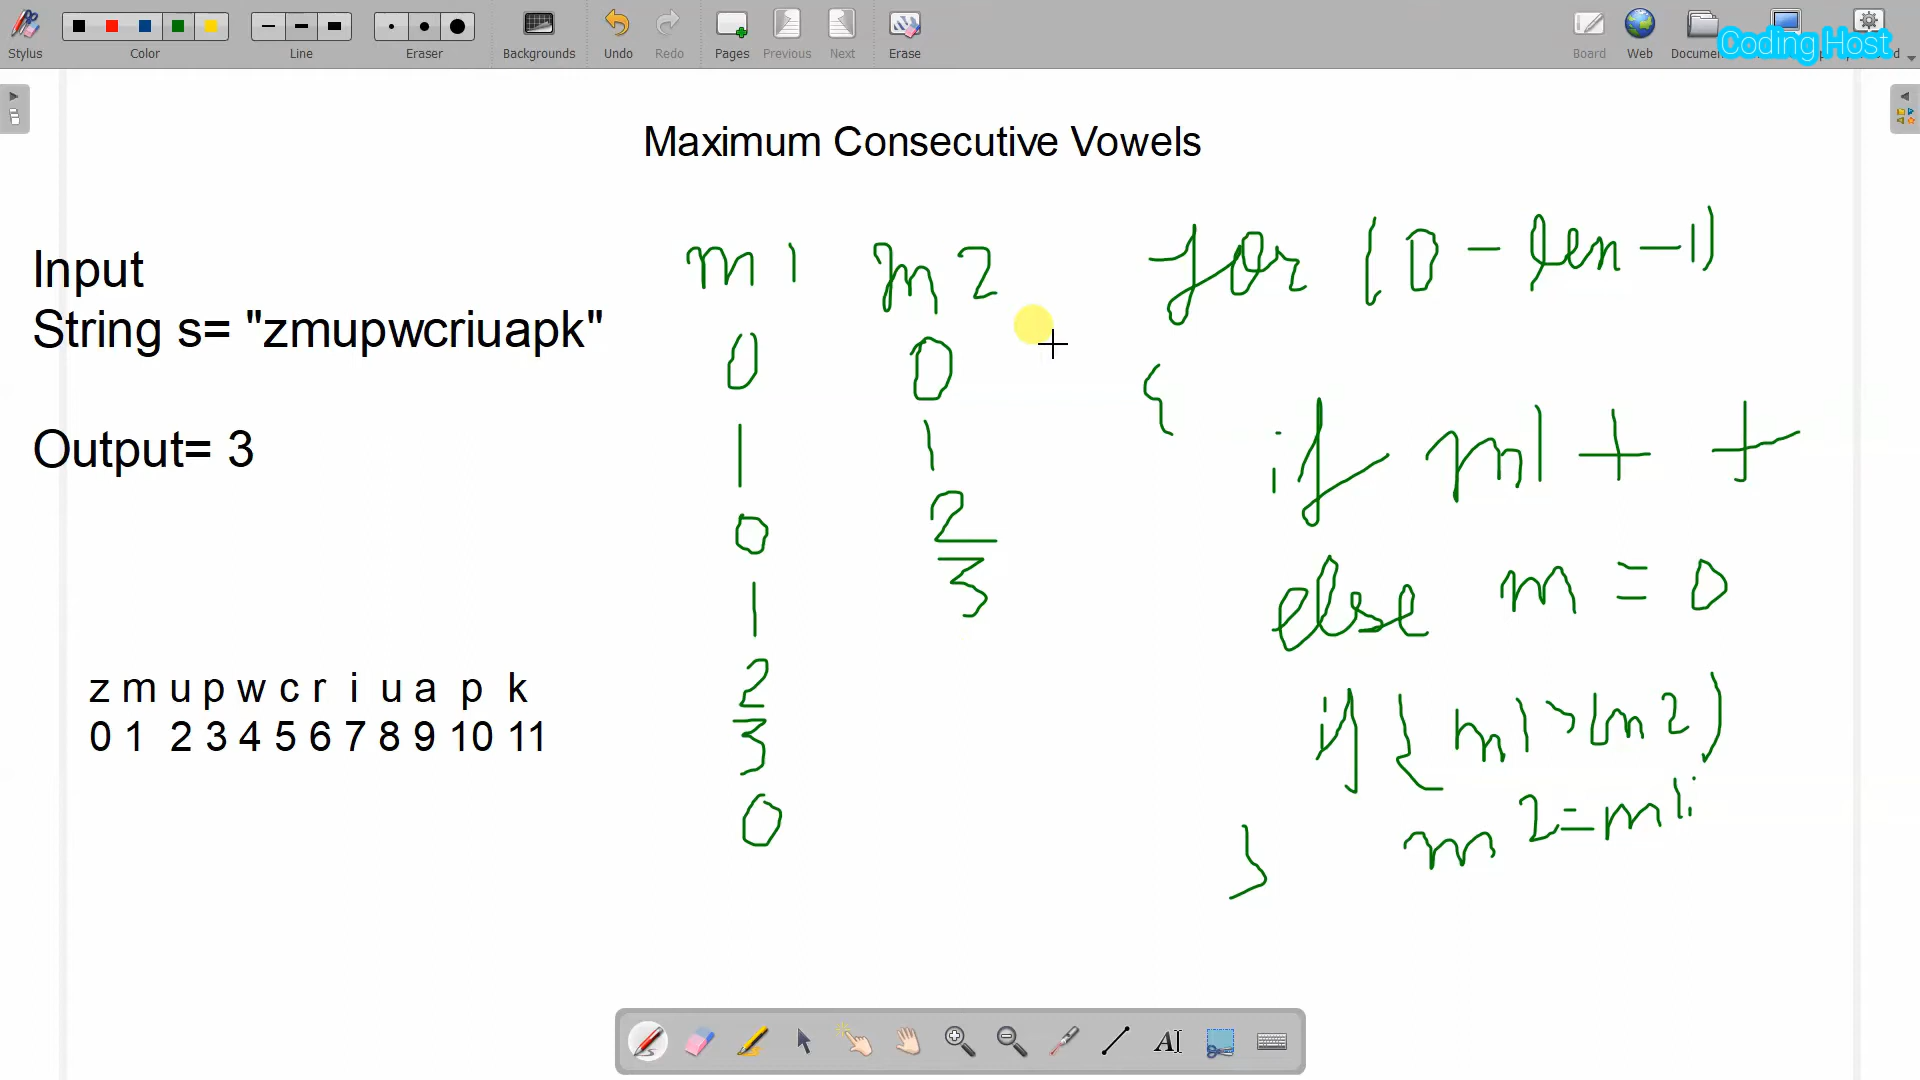 Stylus Color Line Eraser Backgrounds Undo Redo Pages Previous Next Erase Board Web Documen
Coding Host
Maximum Consecutive Vowels
Input
String s= "zmupwcriuapk"
Output= 3
z m u p w c r i u a p k
0 1 2 3 4 5 6 7 8 9 10 11
m1 m2
0 0
1 1
0 2
1 3
2
3
0
for (0 - len -1)
{
if m1 + +
else m = 0
if ( m1 > m2 )
m2 = m1;
}
AI